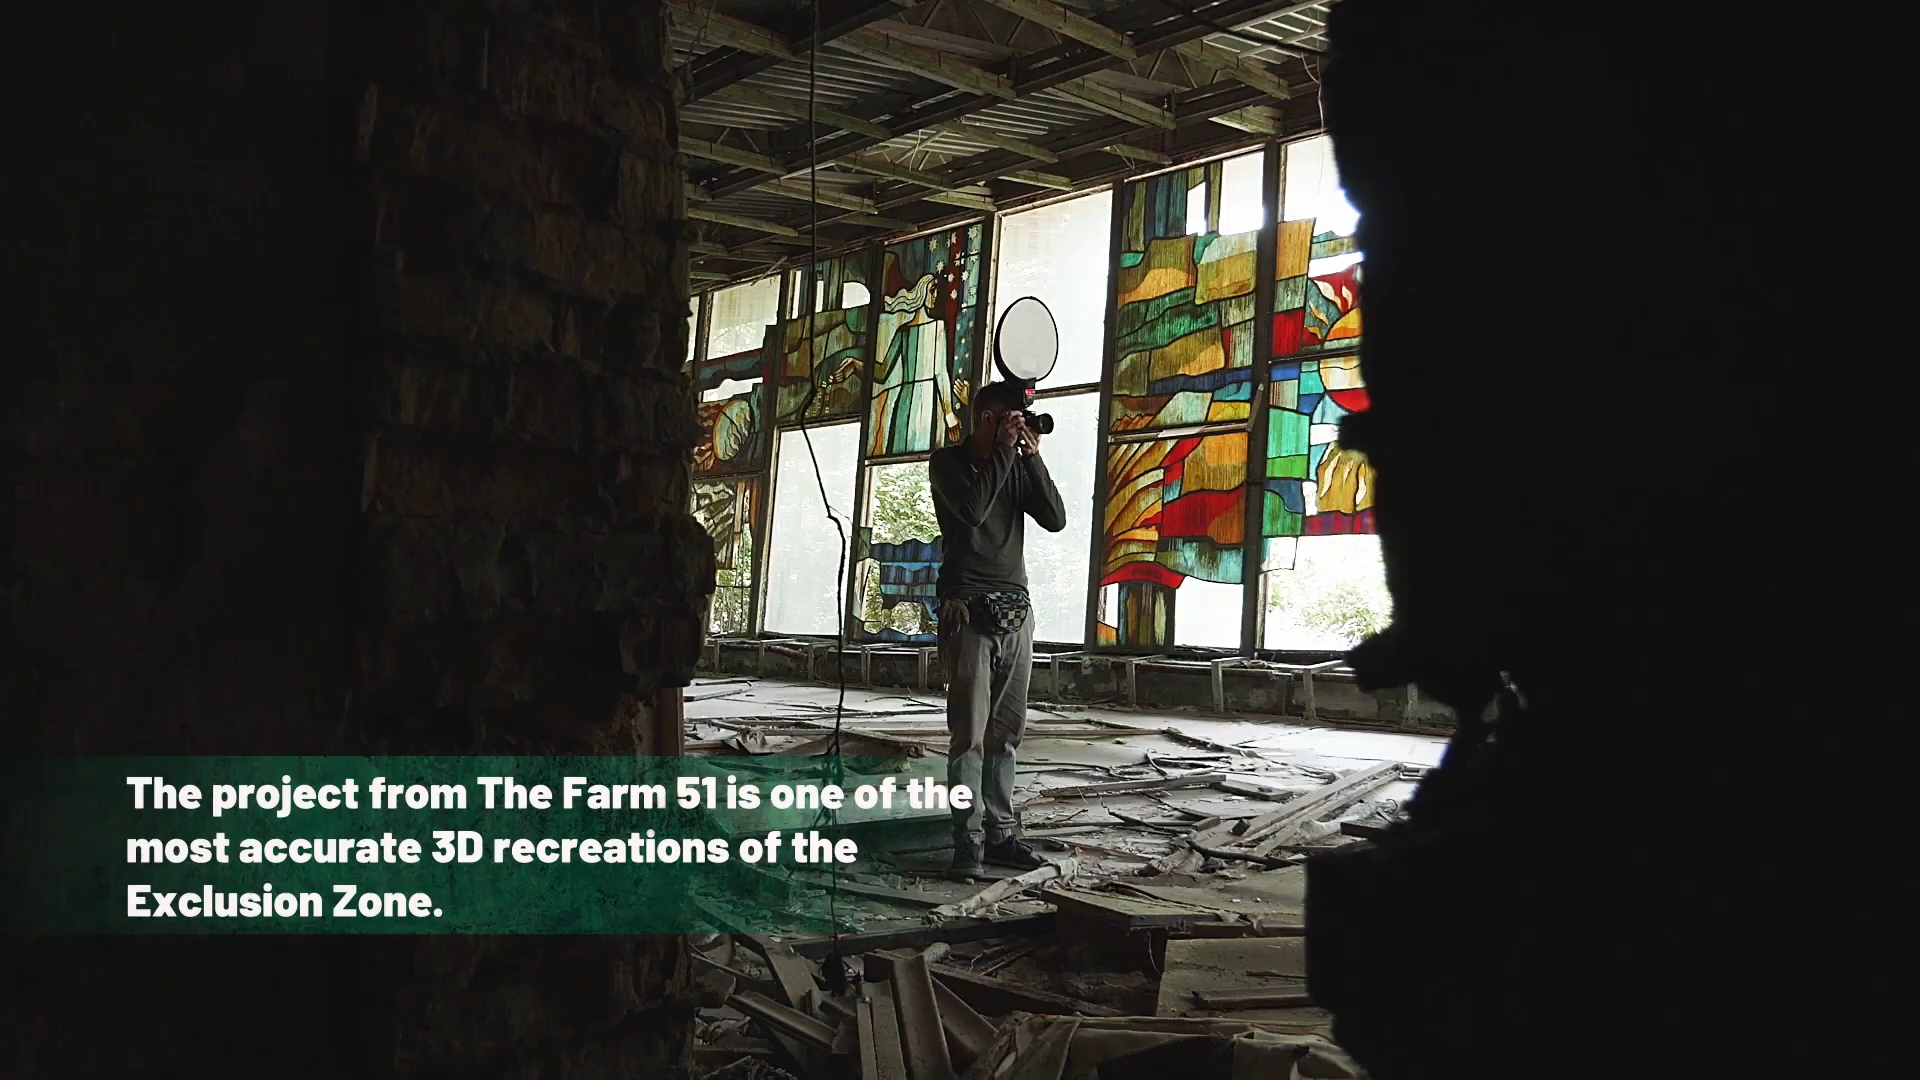 The project from The Farm 51 is one of the
most accurate 3D recreations of the
Exclusion Zone.